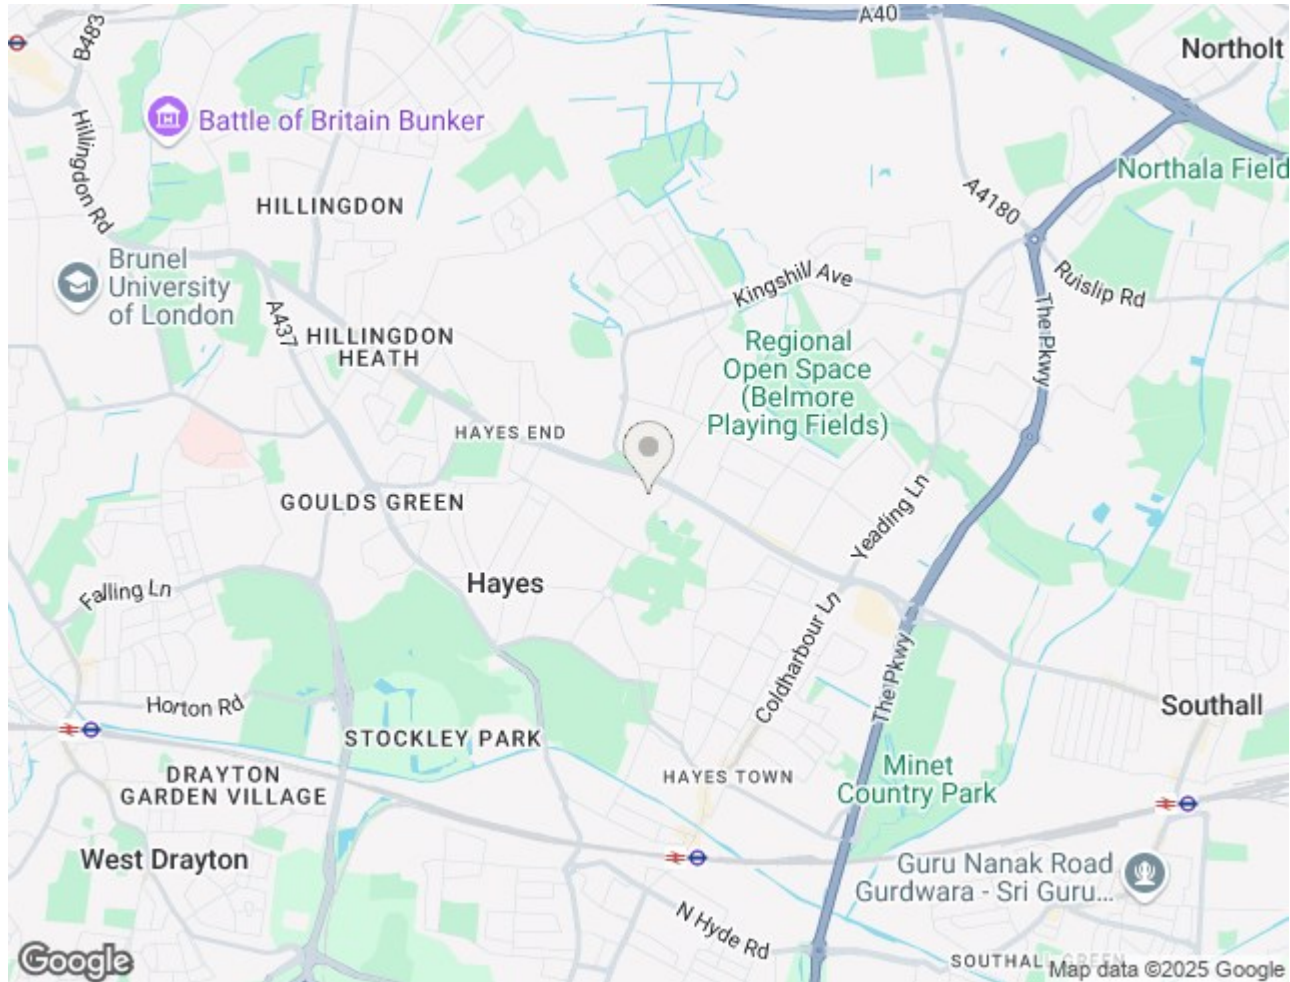 A40
B483
Northolt
Battle of Britain Bunker
Northala Field
Hillingdon Rd
HILLINGDON
A4180
Brunel
University
of London
Kingshill Ave
Ruislip Rd
A437
The Pkwy
HILLINGDON
HEATH
Regional
Open Space
(Belmore
Playing Fields)
HAYES END
GOULDS GREEN
Yeading Ln
Falling Ln
Hayes
Coldharbour Ln
The Pkwy
Horton Rd
Southall
STOCKLEY PARK
DRAYTON
GARDEN VILLAGE
HAYES TOWN
Minet
Country Park
West Drayton
Guru Nanak Road
Gurdwara - Sri Guru...
N Hyde Rd
SOUTHALL GREEN
Google
Map data ©2025 Google